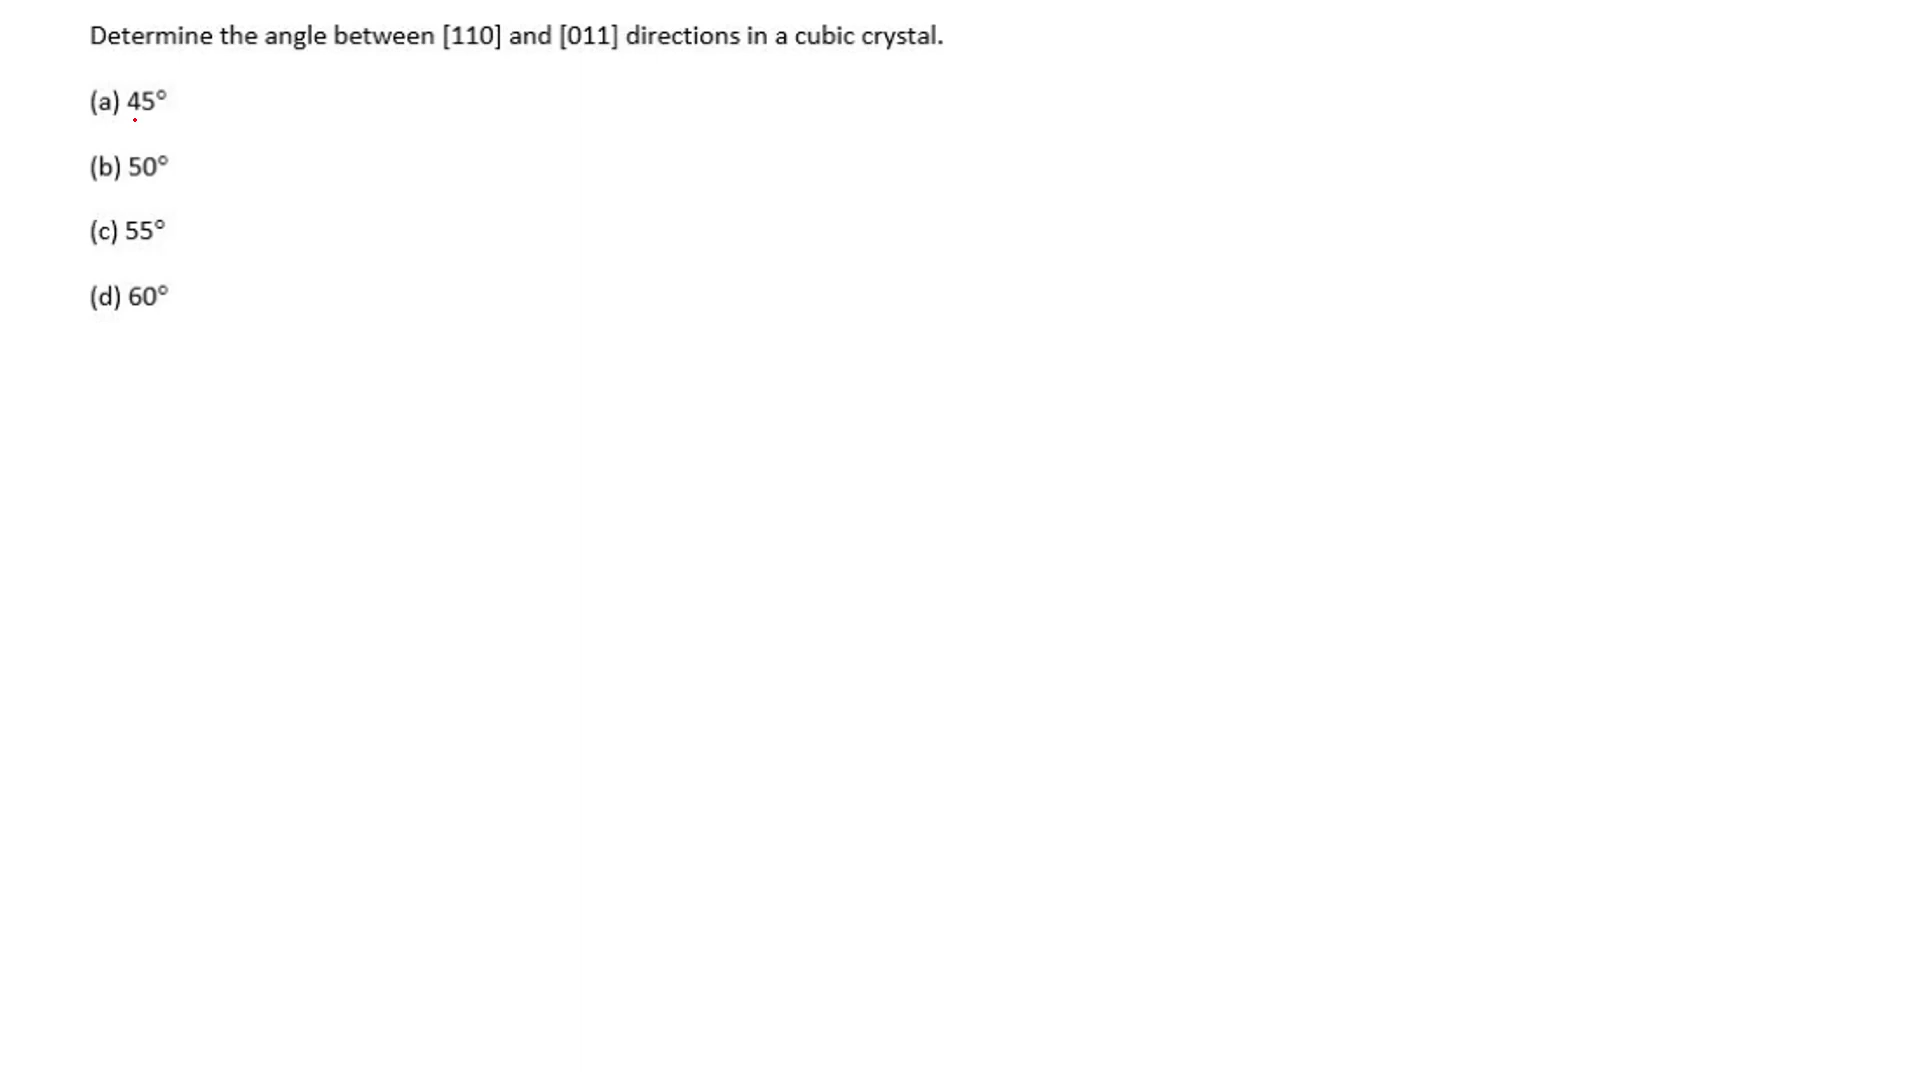 Determine the angle between [110] and [011] directions in a cubic crystal.
(a) 45°
(b) 50°
(c) 55°
(d) 60°